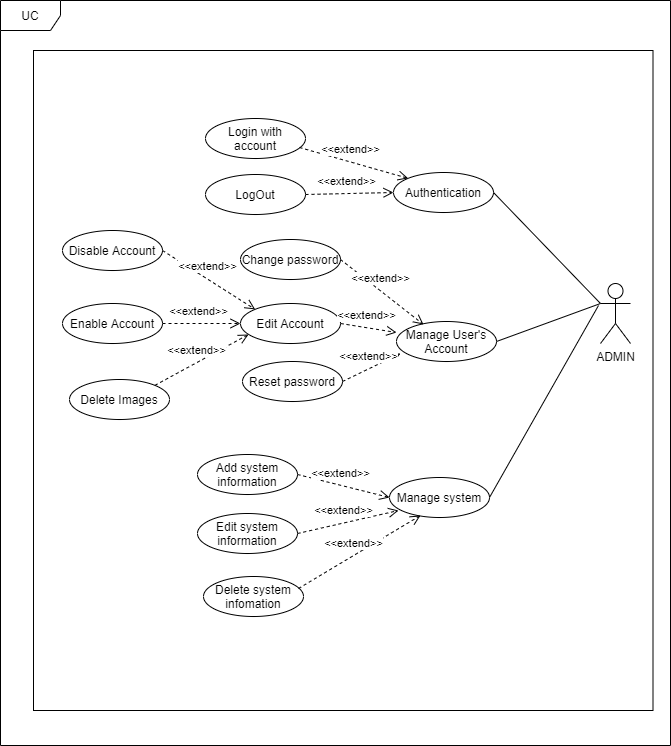 UC
Login with
account
<<extend>>
LogOut
<<extend>>
Authentication
Disable Account
<<extend>>
Change password
<<extend>>
Enable Account
<<extend>>
Edit Account
<<extend>>
Manage User's
Account
ADMIN
<<extend>>
<<extend>>
Delete Images
Reset password
Add system
information
<<extend>>
Manage system
Edit system
information
<<extend>>
<<extend>>
Delete system
infomation